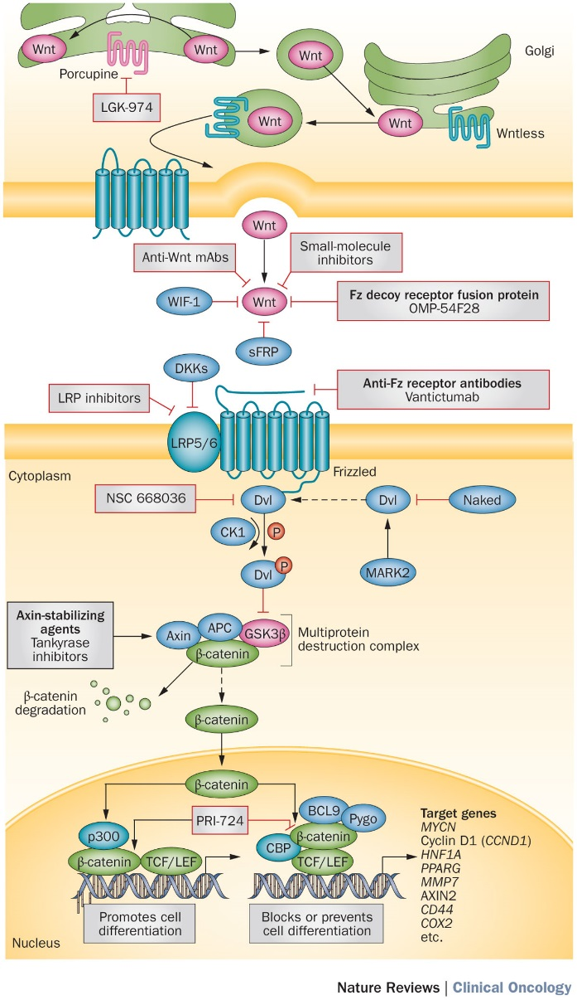 Wnt
Wnt
Wnt
Golgi
Porcupine
LGK-974
Wnt
Wnt
Wntless
Wnt
Anti-Wnt mAbs
Small-molecule
inhibitors
WIF-1
Wnt
Fz decoy receptor fusion protein
OMP-54F28
sFRP
DKKs
LRP inhibitors
Anti-Fz receptor antibodies
Vantictumab
LRP5/6
Cytoplasm
Frizzled
NSC 668036
Dvl
Dvl
Naked
CK1
P
Dvl
P
MARK2
Axin-stabilizing
agents
Tankyrase
inhibitors
Axin
APC
GSK3β
β-catenin
Multiprotein
destruction complex
β-catenin
degradation
β-catenin
β-catenin
p300
β-catenin
TCF/LEF
PRI-724
BCL9
Pygo
β-catenin
CBP
TCF/LEF
Target genes
MYCN
Cyclin D1 (CCND1)
HNF1A
PPARG
MMP7
AXIN2
CD44
COX2
etc.
Promotes cell
differentiation
Blocks or prevents
cell differentiation
Nucleus
Nature Reviews | Clinical Oncology